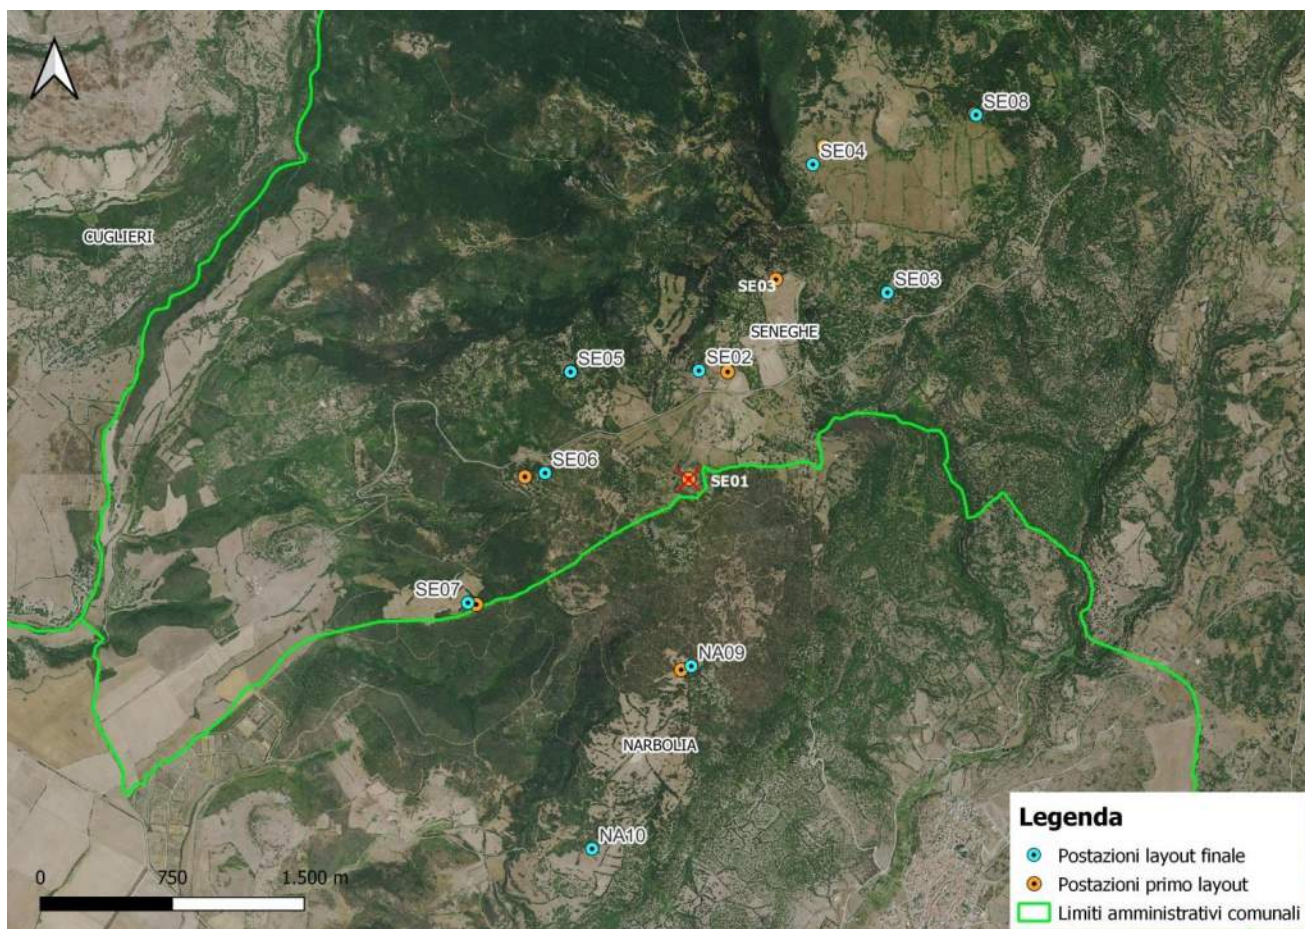 SE08
SE04
CUGLIERI
SE03
SE03
SENEGHE
SE05
SE02
SE06
SE01
SE07
NA09
NARBOLIA
NA10
0 750 1.500 m
Legenda
Postazioni layout finale
Postazioni primo layout
Limiti amministrativi comunali